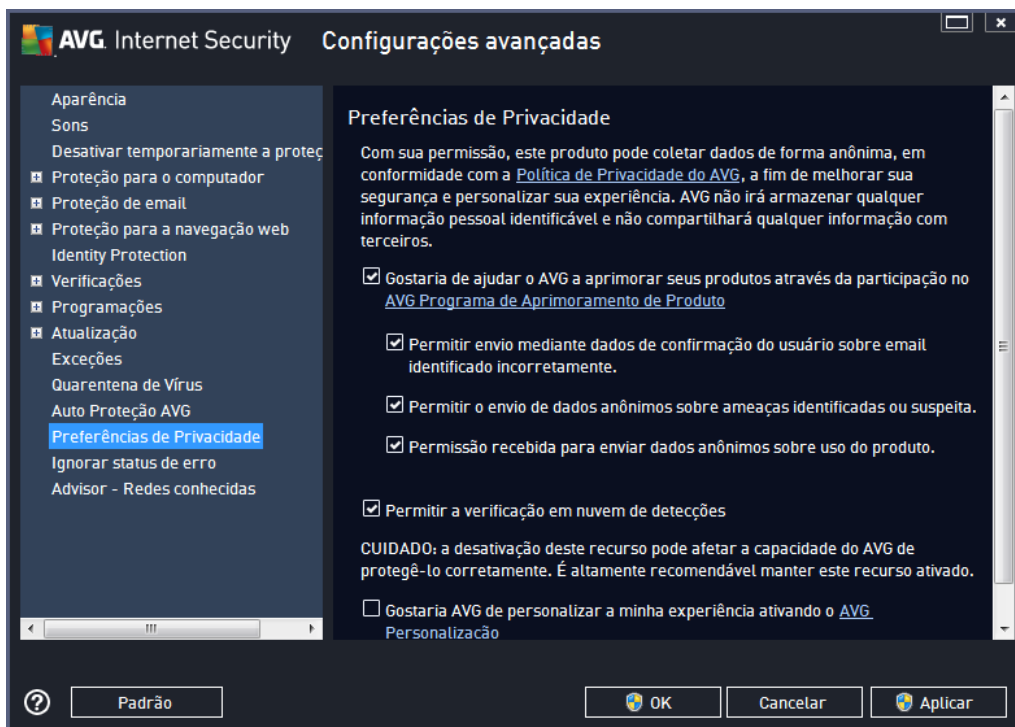 AVG. Internet Security Configurações avançadas
Aparência
Sons
Desativar temporariamente a proteç
Proteção para o computador
Proteção de email
Proteção para a navegação web
Identity Protection
Verificações
Programações
Atualização
Exceções
Quarentena de Vírus
Auto Proteção AVG
Preferências de Privacidade
Ignorar status de erro
Advisor - Redes conhecidas
Preferências de Privacidade
Com sua permissão, este produto pode coletar dados de forma anônima, em
conformidade com a Política de Privacidade do AVG, a fim de melhorar sua
segurança e personalizar sua experiência. AVG não irá armazenar qualquer
informação pessoal identificável e não compartilhará qualquer informação com
terceiros.
Gostaria de ajudar o AVG a aprimorar seus produtos através da participação no
AVG Programa de Aprimoramento de Produto
Permitir envio mediante dados de confirmação do usuário sobre email
identificado incorretamente.
Permitir o envio de dados anônimos sobre ameaças identificadas ou suspeita.
Permissão recebida para enviar dados anônimos sobre uso do produto.
Permitir a verificação em nuvem de detecções
CUIDADO: a desativação deste recurso pode afetar a capacidade do AVG de
protegê-lo corretamente. É altamente recomendável manter este recurso ativado.
Gostaria AVG de personalizar a minha experiência ativando o AVG
Personalização
Padrão
OK
Cancelar
Aplicar